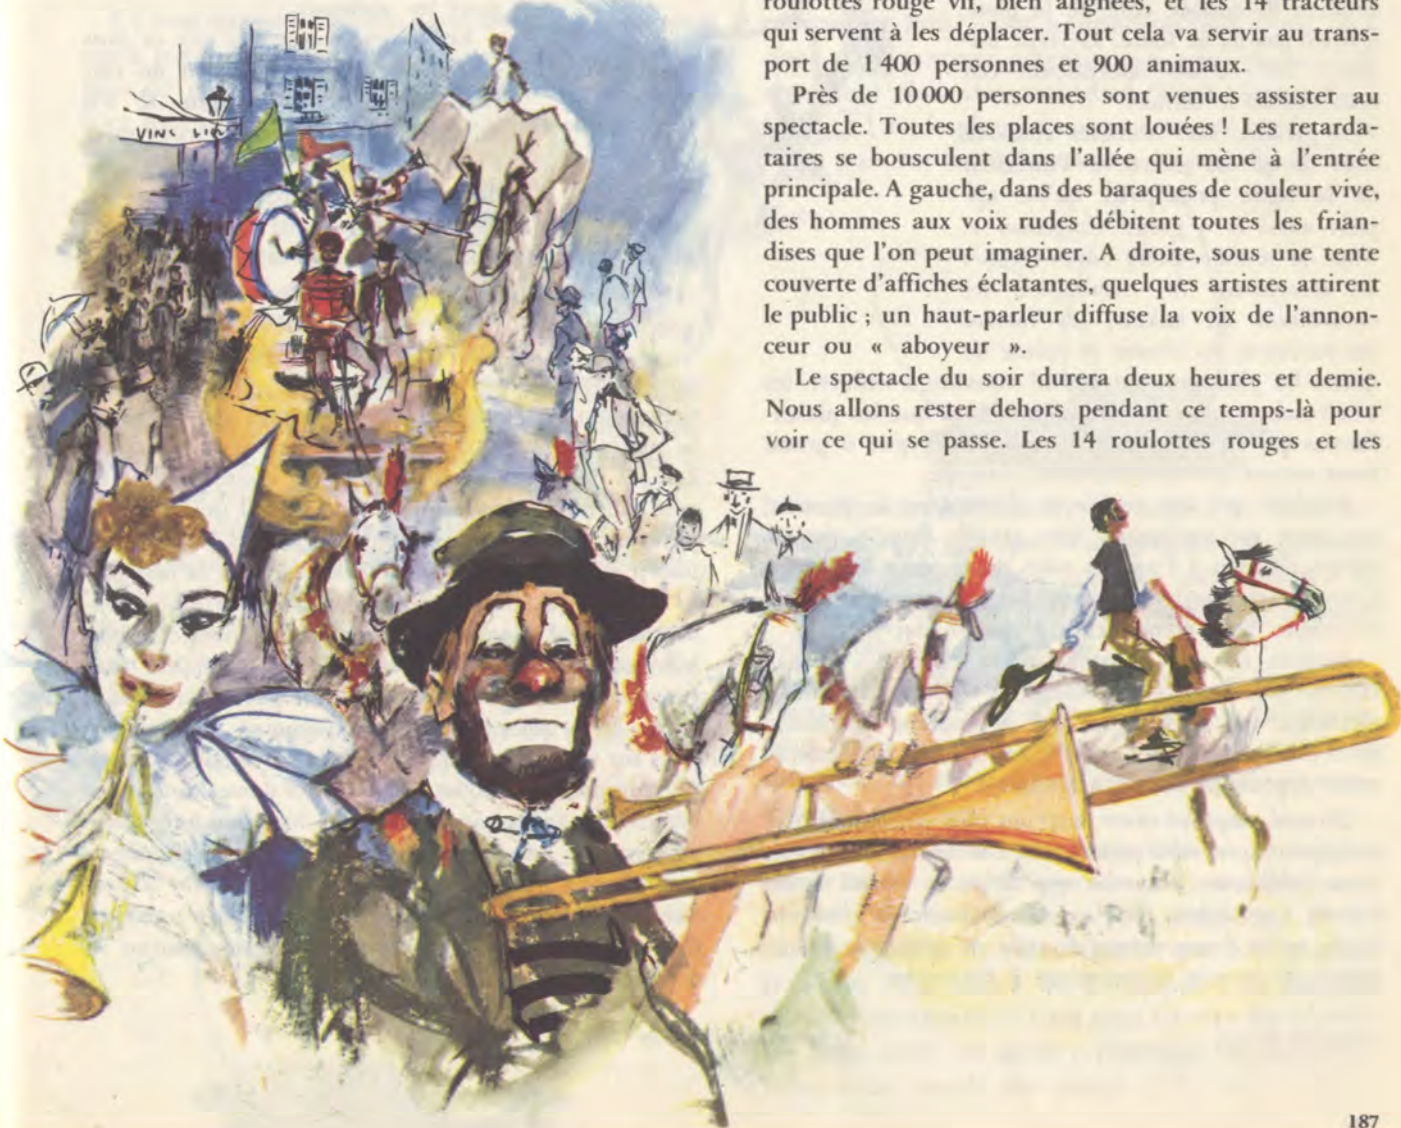 roulottes rouge vif, bien alignées, et les 14 tracteurs
qui servent à les déplacer. Tout cela va servir au trans-
port de 1 400 personnes et 900 animaux.
Près de 10 000 personnes sont venues assister au
spectacle. Toutes les places sont louées ! Les retarda-
taires se bousculent dans l'allée qui mène à l'entrée
principale. A gauche, dans des baraques de couleur vive,
des hommes aux voix rudes débitent toutes les frian-
dises que l'on peut imaginer. A droite, sous une tente
couverte d'affiches éclatantes, quelques artistes attirent
le public ; un haut-parleur diffuse la voix de l'annon-
ceur ou « aboyeur ».
Le spectacle du soir durera deux heures et demie.
Nous allons rester dehors pendant ce temps-là pour
voir ce qui se passe. Les 14 roulottes rouges et les
VINS
187